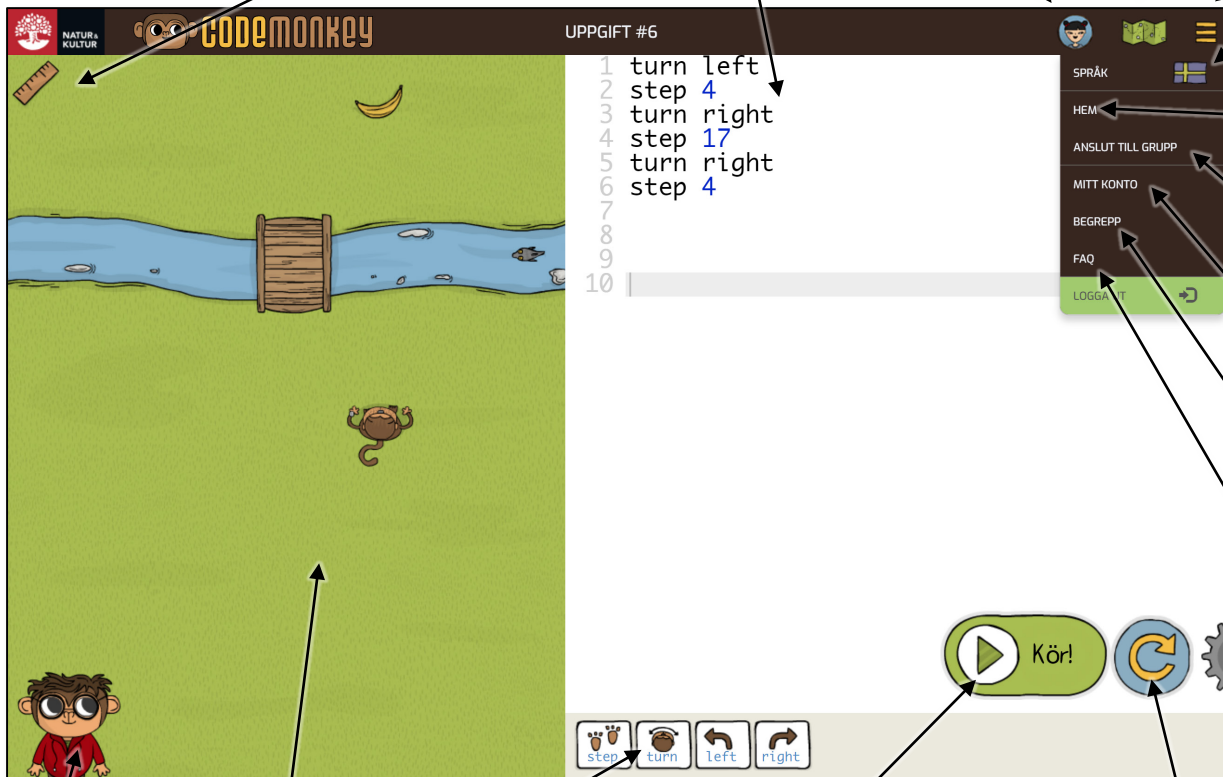 NATUR &
KULTUR
CODEMONKEY
UPPGIFT #6
1 turn left
2 step 4
3 turn right
4 step 17
5 turn right
6 step 4
7
8
9
10
SPRÅK
HEM
ANSLUT TILL GRUPP
MITT KONTO
BEGREPP
FAQ
LOGGA UT
Kör!
step
turn
left
right